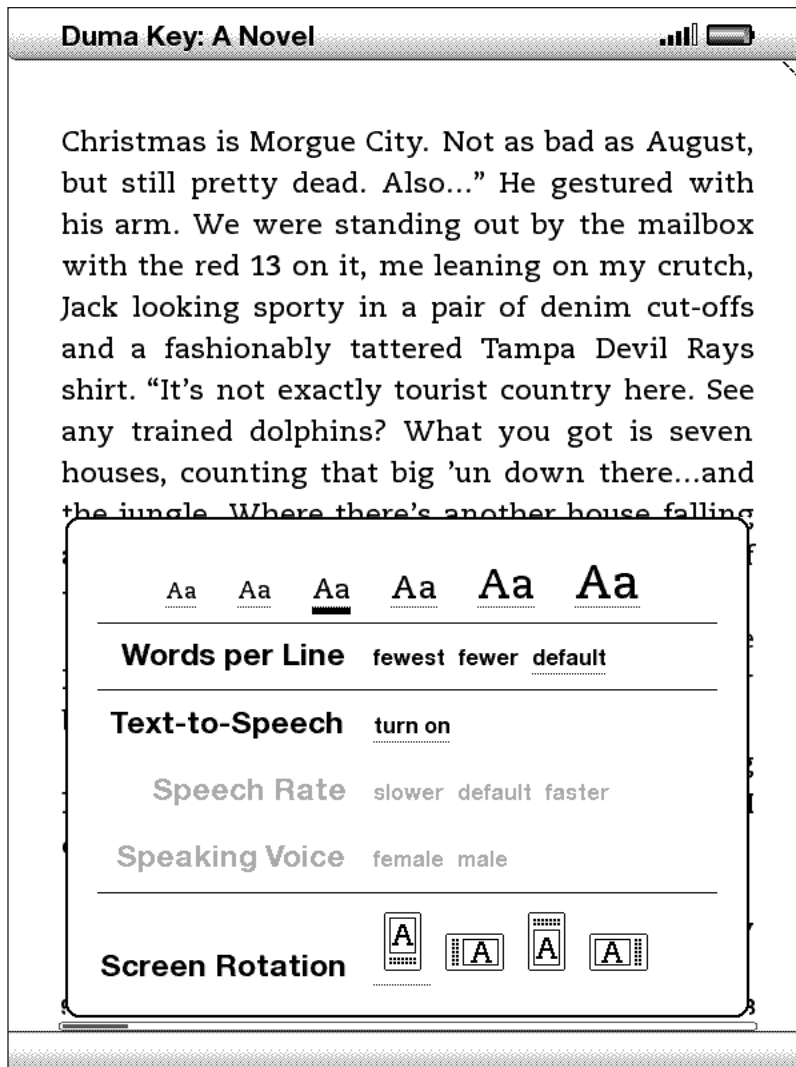 Duma Key: A Novel
Christmas is Morgue City. Not as bad as August,
but still pretty dead. Also…” He gestured with
his arm. We were standing out by the mailbox
with the red 13 on it, me leaning on my crutch,
Jack looking sporty in a pair of denim cut-offs
and a fashionably tattered Tampa Devil Rays
shirt. “It’s not exactly tourist country here. See
any trained dolphins? What you got is seven
houses, counting that big ’un down there…and
the jungle. Where there’s another house falling
Aa Aa Aa Aa Aa Aa
Words per Line fewest fewer default
Text-to-Speech turn on
Speech Rate slower default faster
Speaking Voice female male
A A A A
Screen Rotation